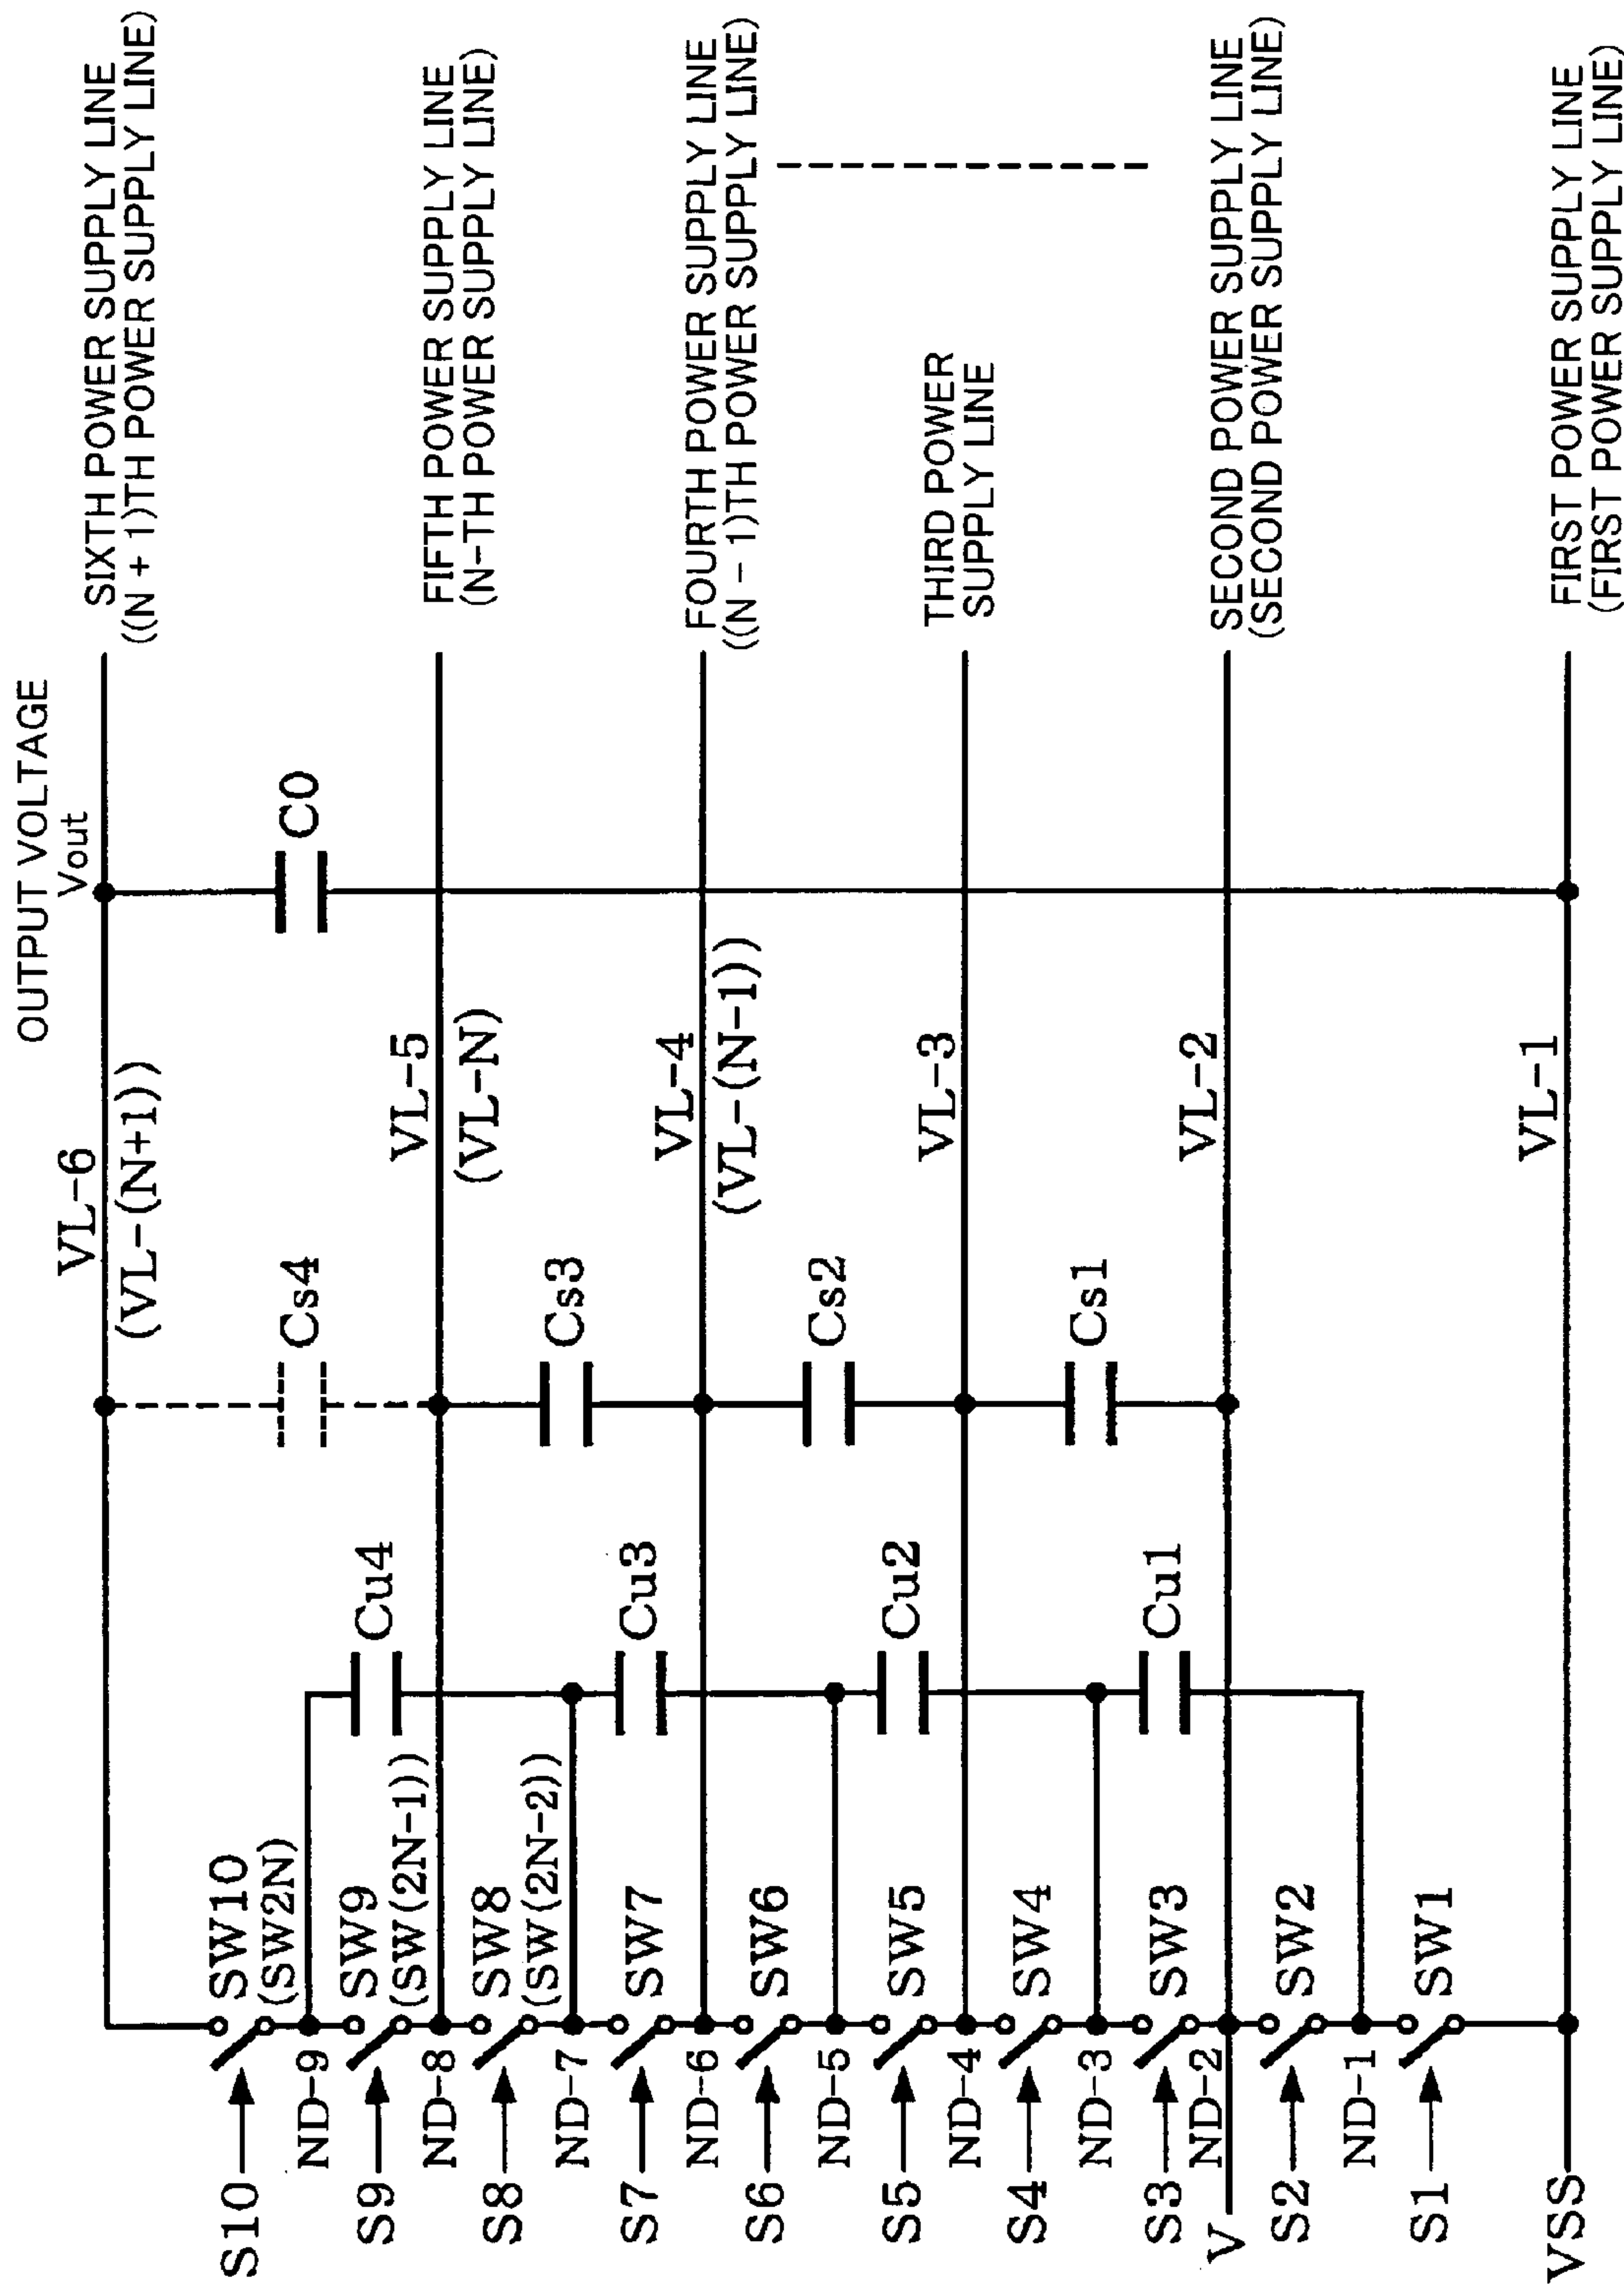 OUTPUT VOLTAGE
Vout
SIXTH POWER SUPPLY LINE
((N + 1)TH POWER SUPPLY LINE)
VL-6
(VL-(N+1))
C0
Cs4
S10
SW10
(SW2N)
ND-9
Cu4
S9
SW9
(SW(2N-1))
ND-8
VL-5
(VL-N)
FIFTH POWER SUPPLY LINE
(N-TH POWER SUPPLY LINE)
S8
SW8
(SW(2N-2))
ND-7
Cu3
Cs3
S7
SW7
ND-6
VL-4
(VL-(N-1))
FOURTH POWER SUPPLY LINE
((N - 1)TH POWER SUPPLY LINE)
S6
SW6
ND-5
Cu2
Cs2
S5
SW5
ND-4
VL-3
THIRD POWER
SUPPLY LINE
S4
SW4
ND-3
Cu1
Cs1
S3
SW3
ND-2
V
VL-2
SECOND POWER SUPPLY LINE
(SECOND POWER SUPPLY LINE)
S2
SW2
ND-1
S1
SW1
VSS
VL-1
FIRST POWER SUPPLY LINE
(FIRST POWER SUPPLY LINE)